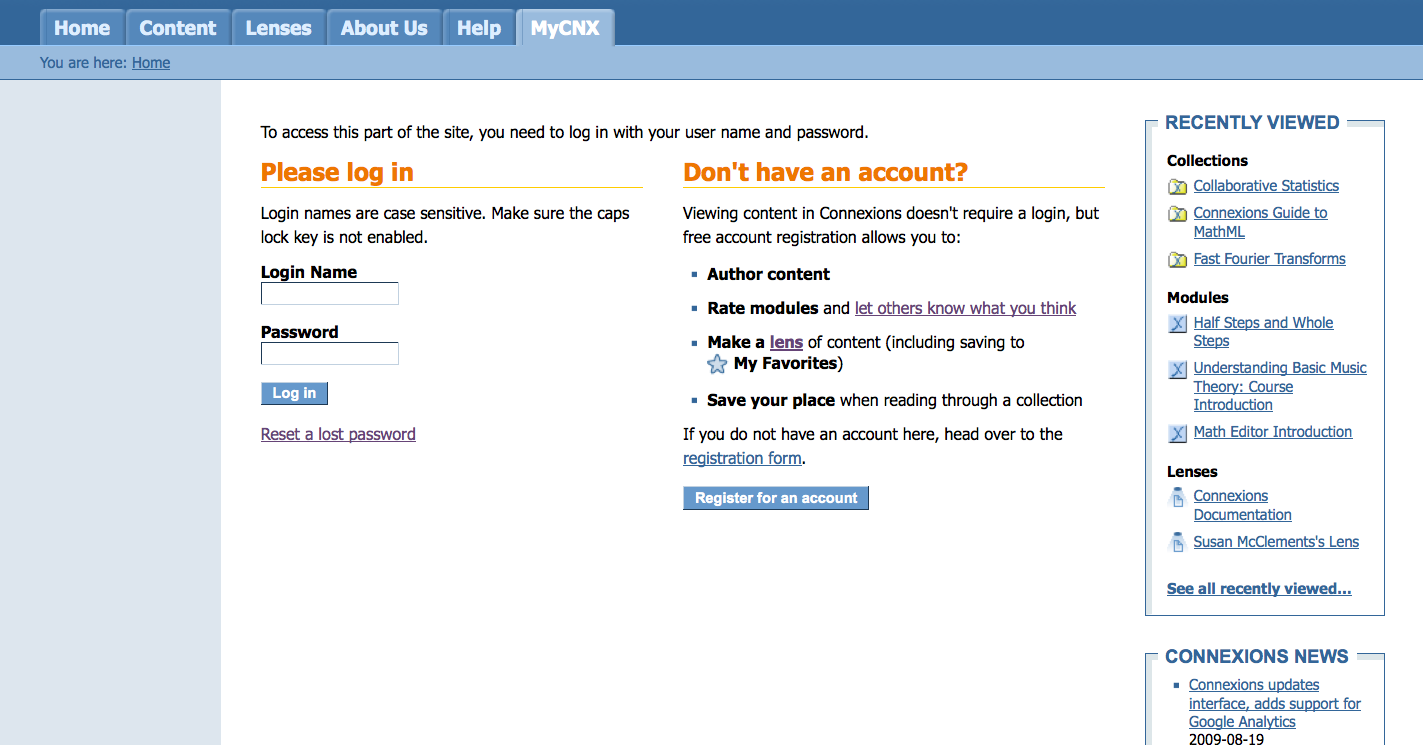 Home Content Lenses About Us Help MyCNX
You are here: Home
To access this part of the site, you need to log in with your user name and password.
Please log in
Login names are case sensitive. Make sure the caps
lock key is not enabled.
Login Name
Password
Log in
Reset a lost password
Don't have an account?
Viewing content in Connexions doesn't require a login, but
free account registration allows you to:
Author content
Rate modules and let others know what you think
Make a lens of content (including saving to
My Favorites)
Save your place when reading through a collection
If you do not have an account here, head over to the
registration form.
Register for an account
RECENTLY VIEWED
Collections
Collaborative Statistics
Connexions Guide to
MathML
Fast Fourier Transforms
Modules
Half Steps and Whole
Steps
Understanding Basic Music
Theory: Course
Introduction
Math Editor Introduction
Lenses
Connexions
Documentation
Susan McClements's Lens
See all recently viewed...
CONNEXIONS NEWS
Connexions updates
interface, adds support for
Google Analytics
2009-08-19